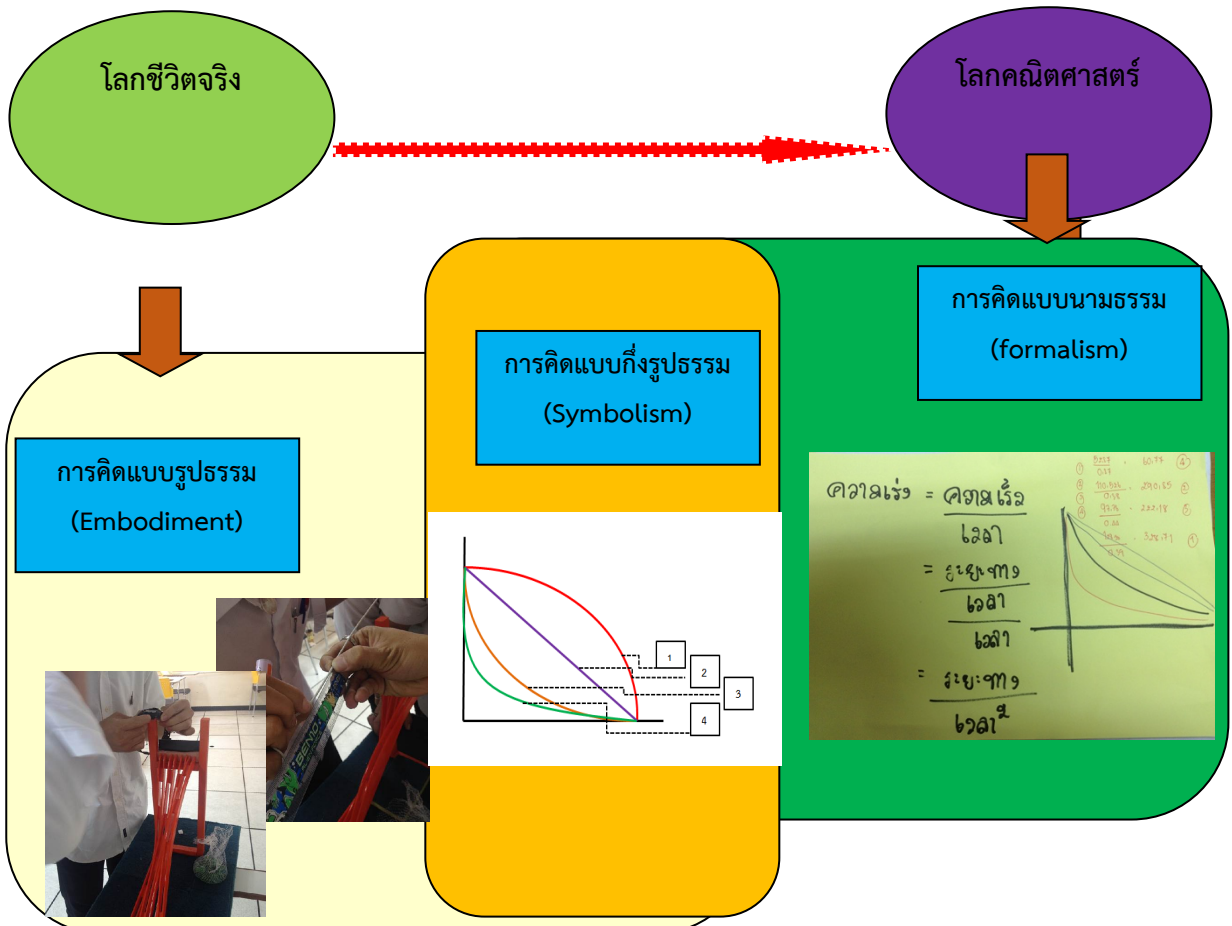 โลกชีวิตจริง
โลกคณิตศาสตร์
การคิดแบบนามธรรม
(formalism)
การคิดแบบกึ่งรูปธรรม
(Symbolism)
การคิดแบบรูปธรรม
(Embodiment)
1
2
3
4
ความเร่ง = ความเร็ว
เวลา
= ระยะทาง
เวลา
เวลา
= ระยะทาง
เวลา²
0.44